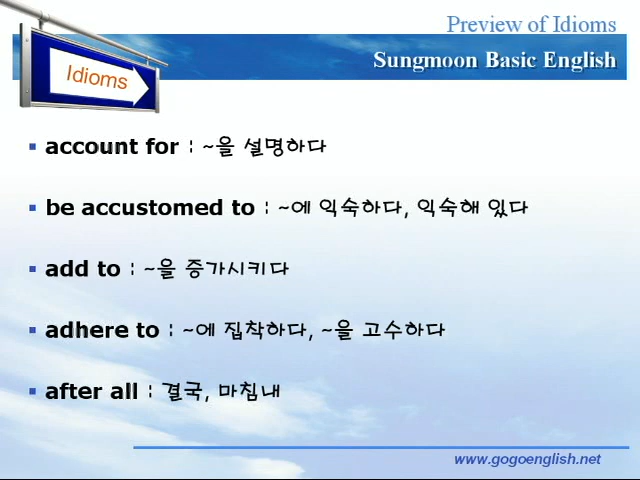 Preview of Idioms
Sungmoon Basic English
Idioms
account for : ~을 설명하다
be accustomed to : ~에 익숙하다, 익숙해 있다
add to : ~을 증가시키다
adhere to : ~에 집착하다, ~을 고수하다
after all : 결국, 마침내
www.gogoenglish.net